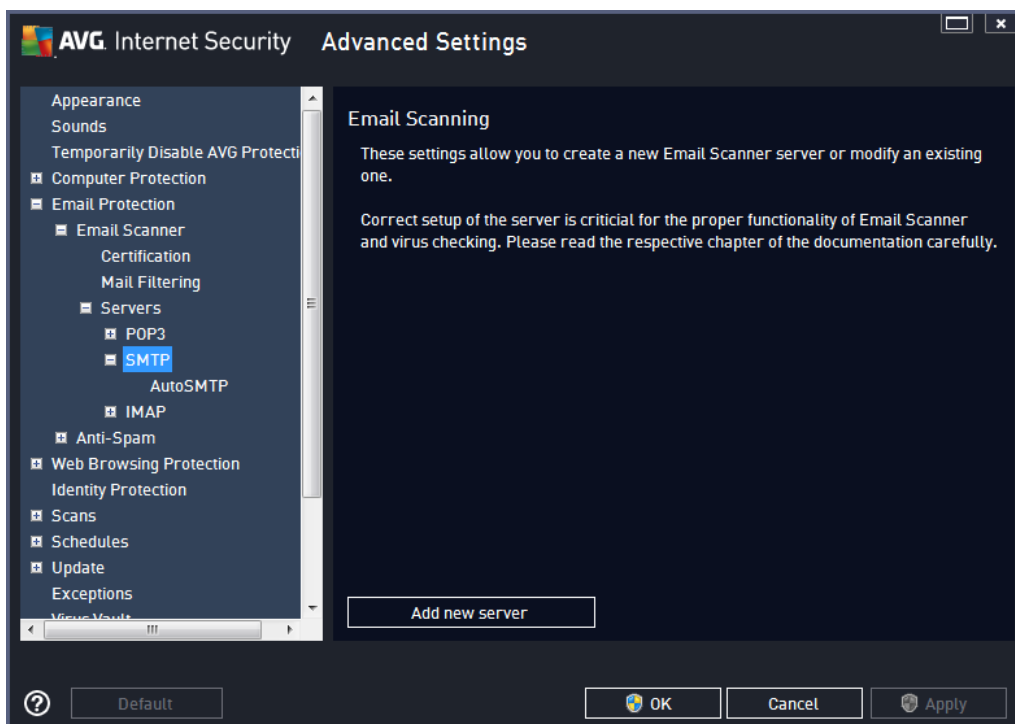 AVG. Internet Security Advanced Settings
Appearance
Sounds
Temporarily Disable AVG Protecti
Computer Protection
Email Protection
Email Scanner
Certification
Mail Filtering
Servers
POP3
SMTP
AutoSMTP
IMAP
Anti-Spam
Web Browsing Protection
Identity Protection
Scans
Schedules
Update
Exceptions
Virus Vault
Email Scanning
These settings allow you to create a new Email Scanner server or modify an existing
one.
Correct setup of the server is criticial for the proper functionality of Email Scanner
and virus checking. Please read the respective chapter of the documentation carefully.
Add new server
Default
OK
Cancel
Apply